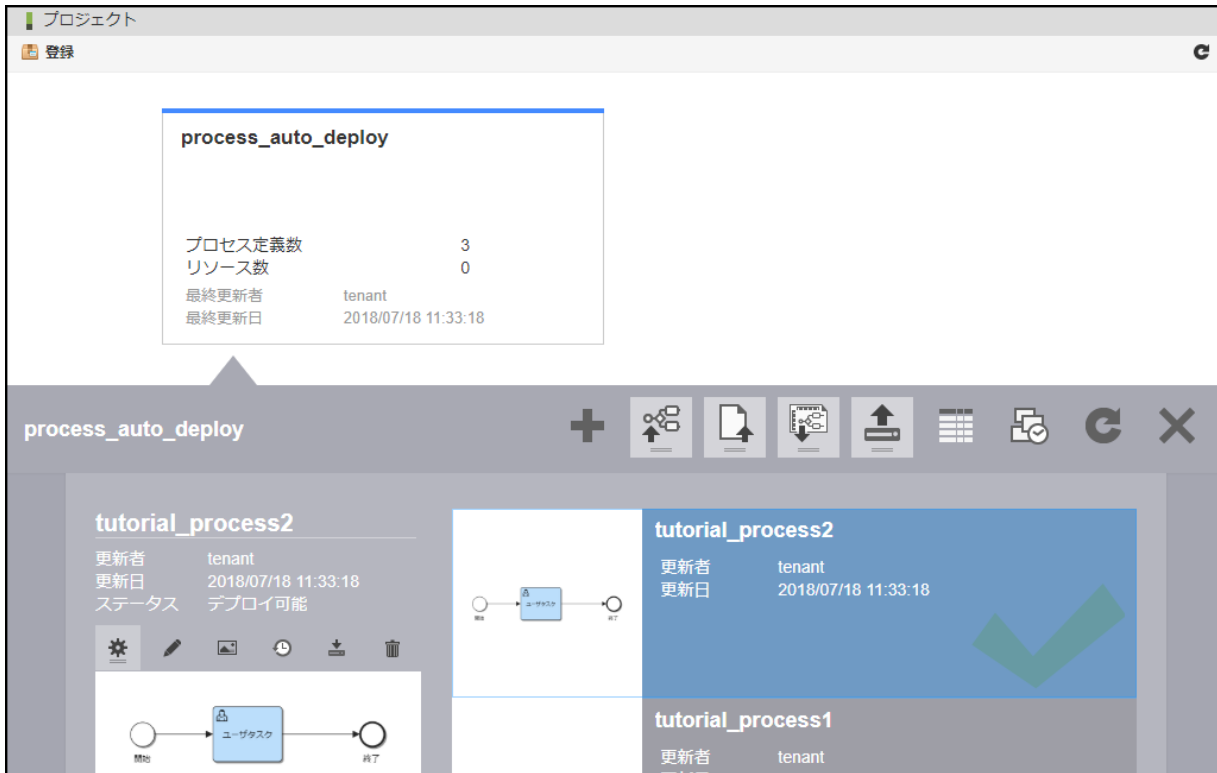 プロジェクト
登録
process_auto_deploy
プロセス定義数 3
リソース数 0
最終更新者 tenant
最終更新日 2018/07/18 11:33:18
process_auto_deploy
tutorial_process2
更新者 tenant
更新日 2018/07/18 11:33:18
ステータス デプロイ可能
ユーザタスク
開始
終了
tutorial_process2
更新者 tenant
更新日 2018/07/18 11:33:18
ユーザタスク
開始
終了
tutorial_process1
更新者 tenant